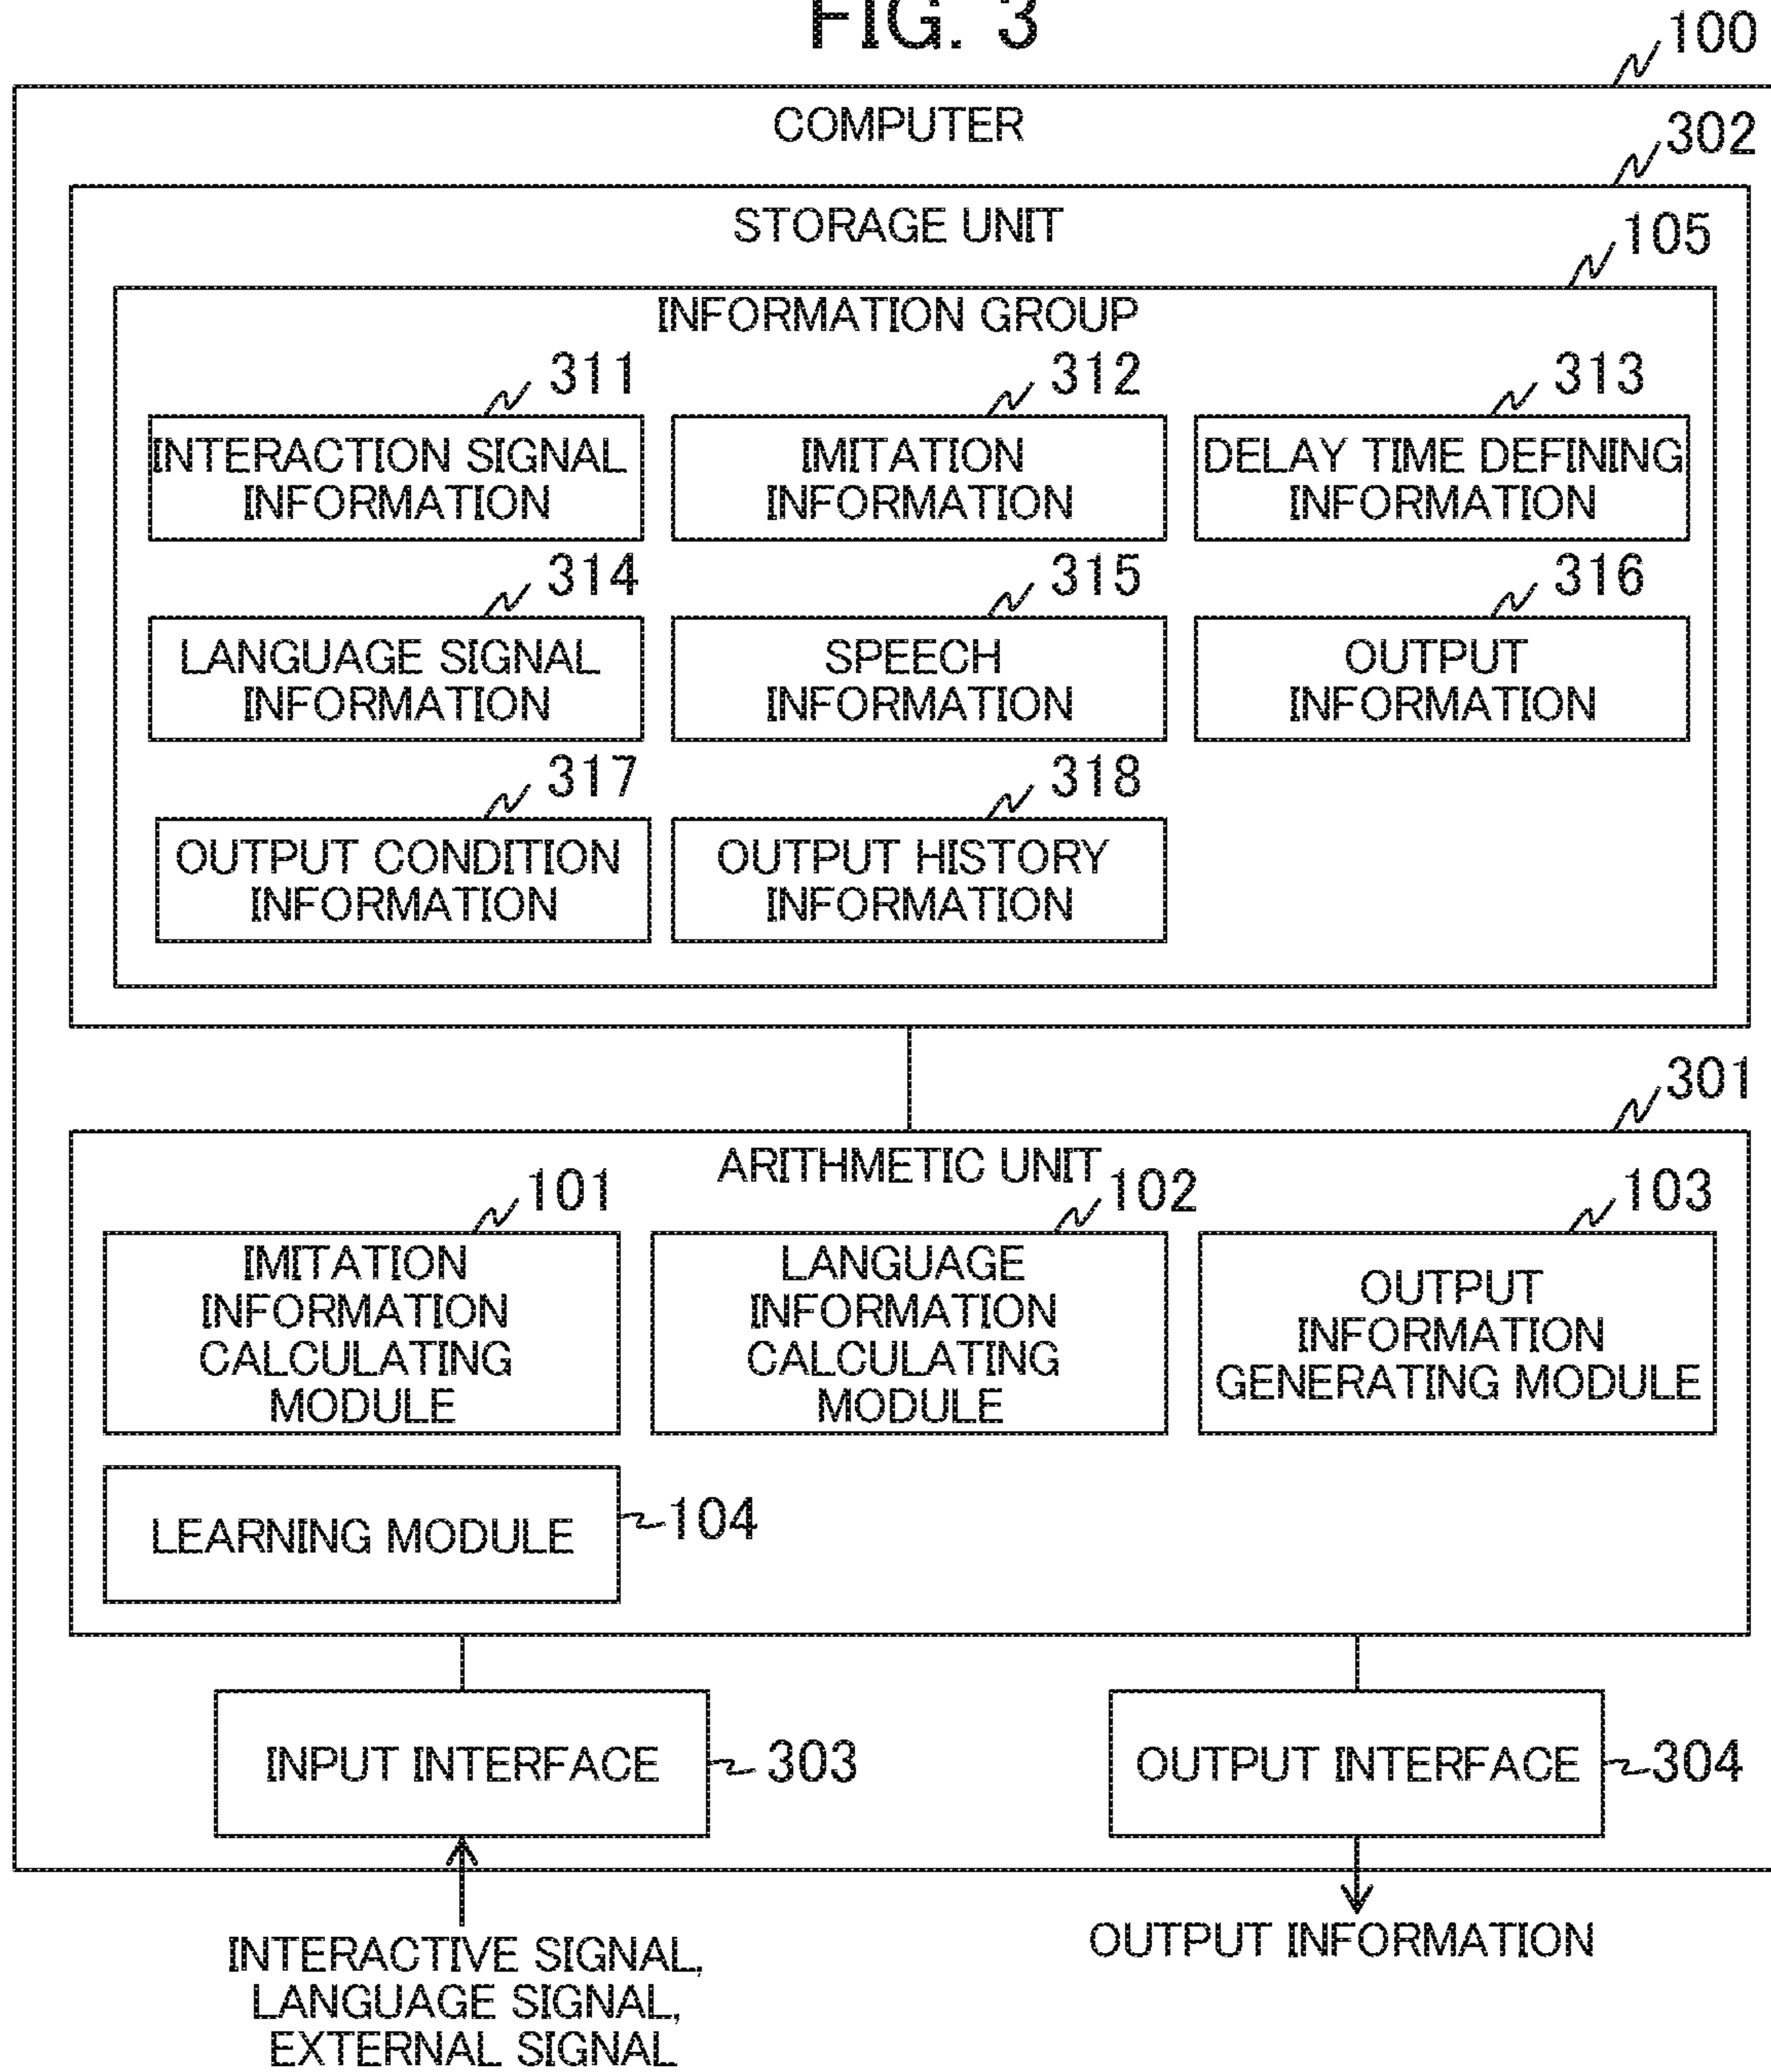 FIG. 3
100
COMPUTER
302
STORAGE UNIT
105
INFORMATION GROUP
311
312
313
INTERACTION SIGNAL
INFORMATION
IMITATION
INFORMATION
DELAY TIME DEFINING
INFORMATION
314
315
316
LANGUAGE SIGNAL
INFORMATION
SPEECH
INFORMATION
OUTPUT
INFORMATION
317
318
OUTPUT CONDITION
INFORMATION
OUTPUT HISTORY
INFORMATION
301
ARITHMETIC UNIT
101
102
103
IMITATION
INFORMATION
CALCULATING
MODULE
LANGUAGE
INFORMATION
CALCULATING
MODULE
OUTPUT
INFORMATION
GENERATING MODULE
LEARNING MODULE
104
INPUT INTERFACE
303
OUTPUT INTERFACE
304
INTERACTIVE SIGNAL,
LANGUAGE SIGNAL,
EXTERNAL SIGNAL
OUTPUT INFORMATION